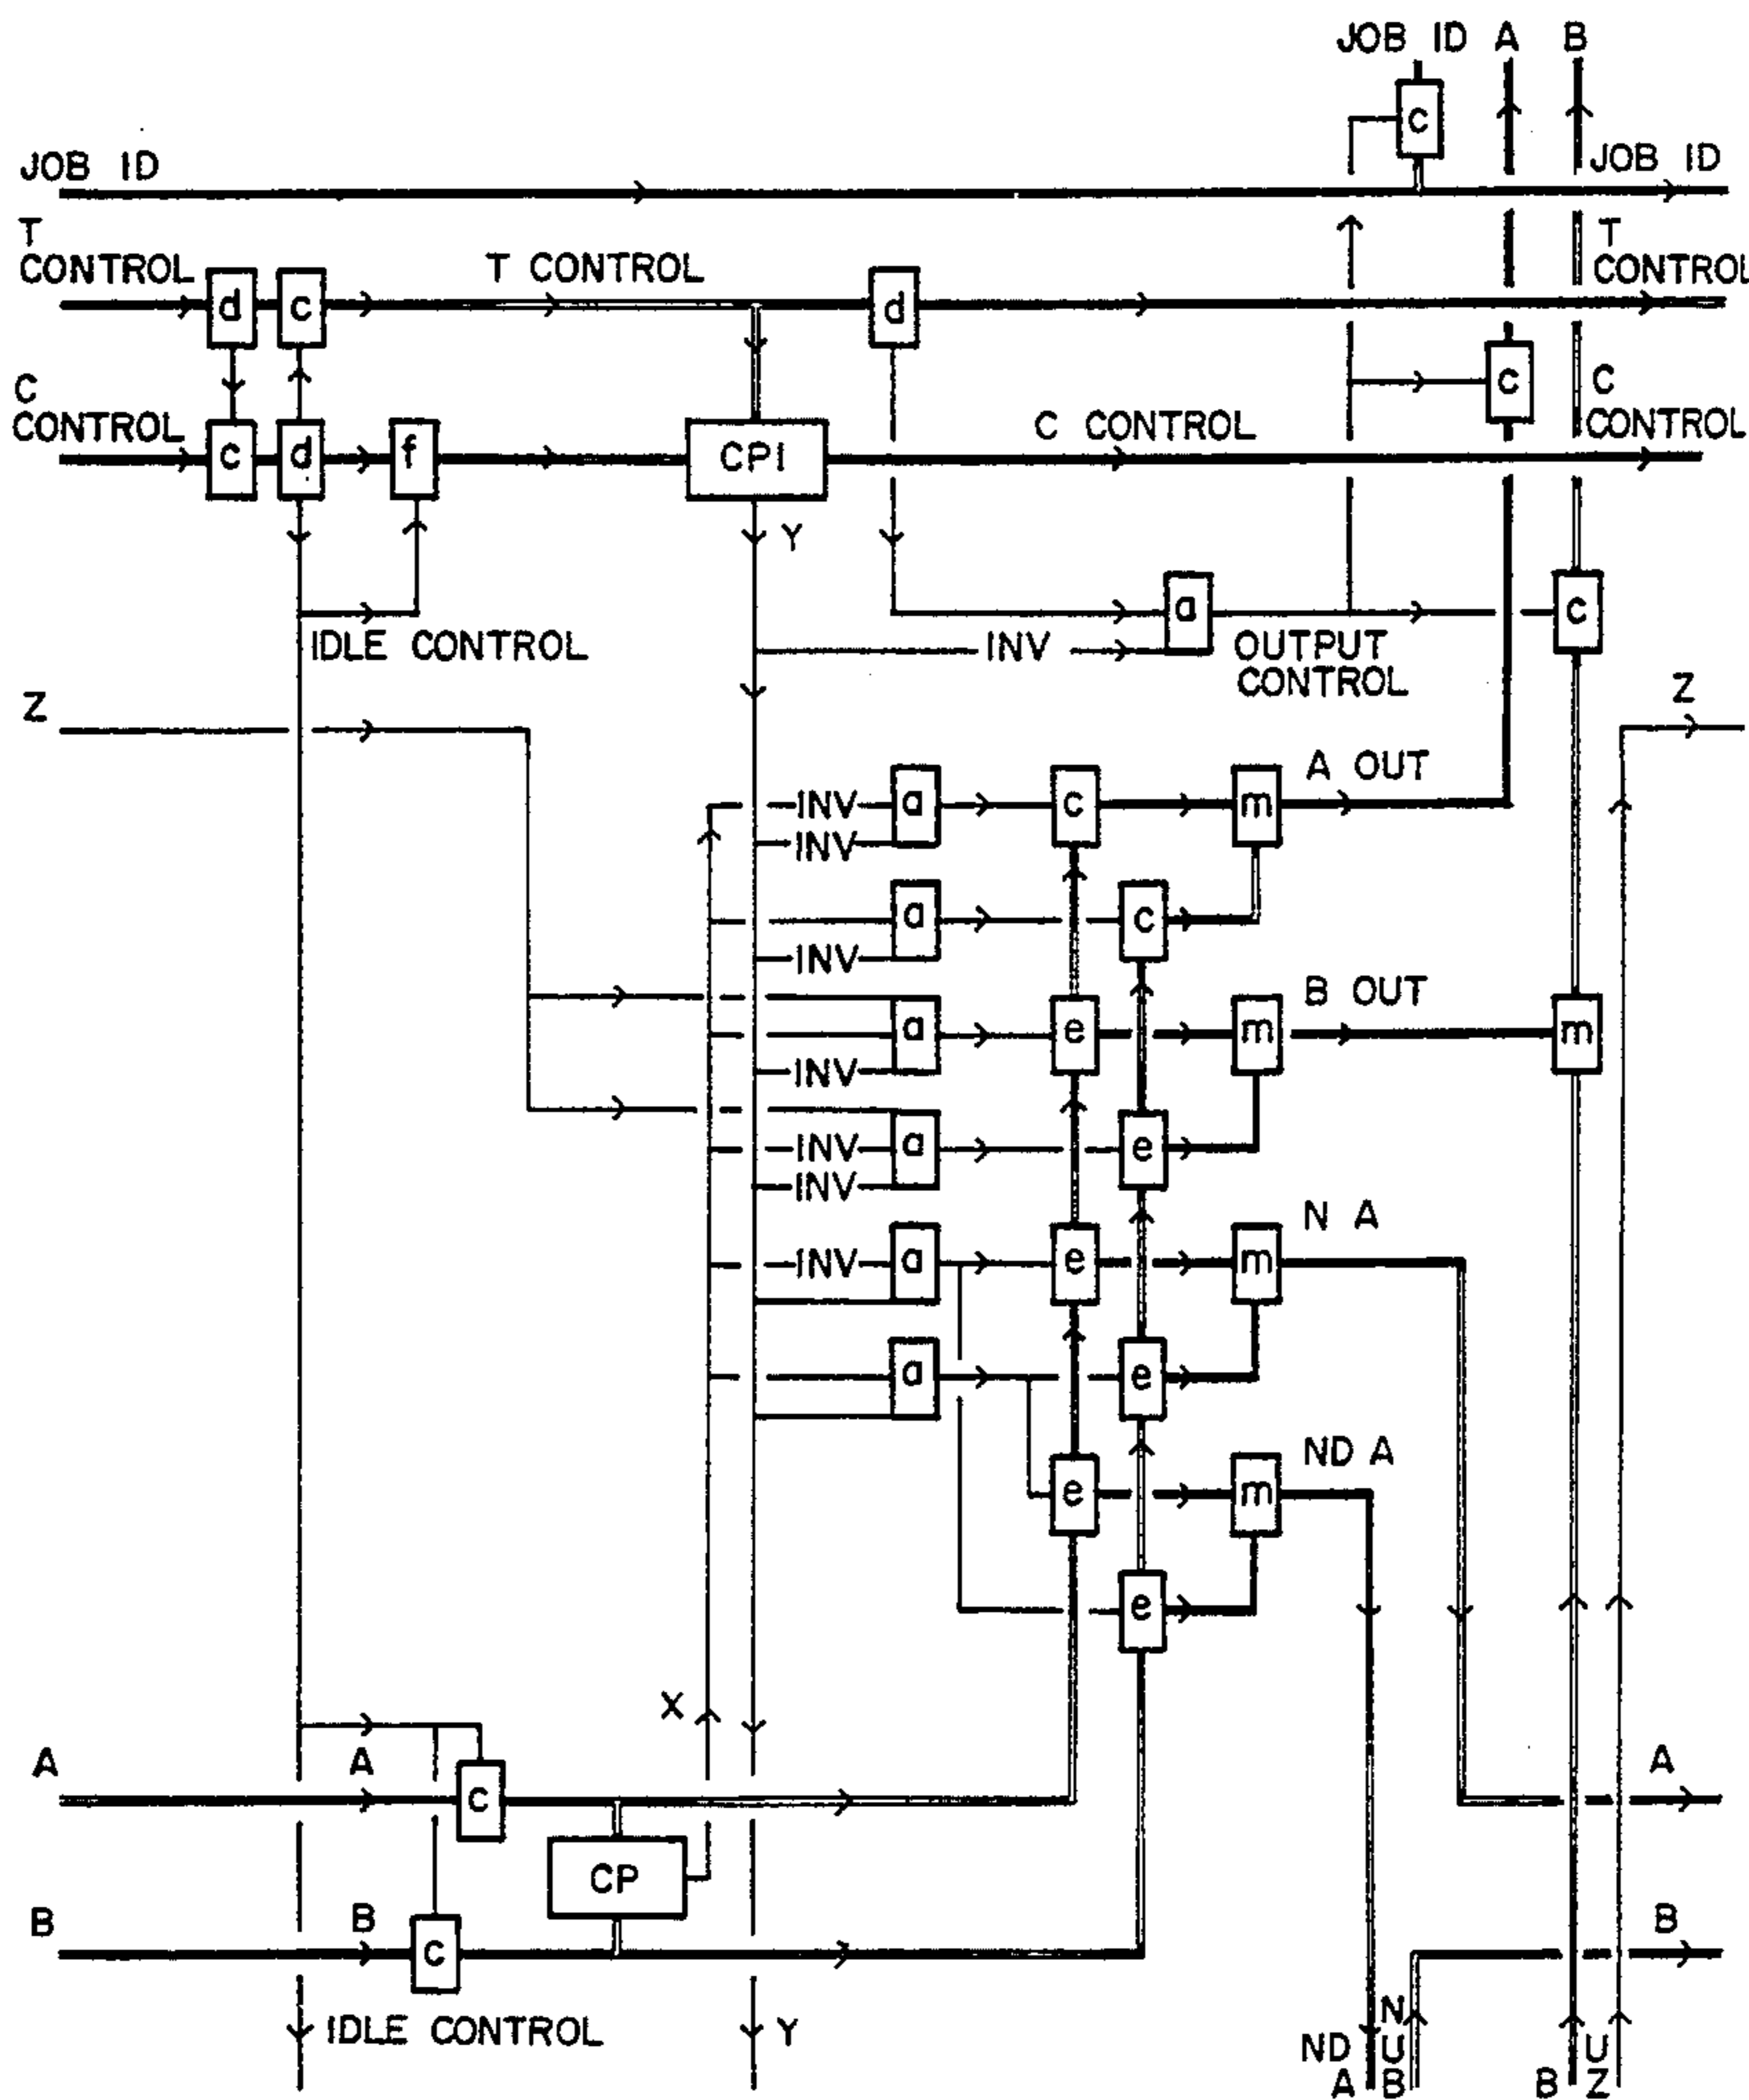 JOB ID A B
JOB ID
c
JOB ID
T
CONTROL
T CONTROL
T
CONTROL
d
c
d
c
C
CONTROL
C CONTROL
C
CONTROL
c
d
f
CPI
Y
a
c
IDLE CONTROL
INV
OUTPUT
CONTROL
Z
Z
INV
a
c
m
A OUT
INV
a
c
INV
B OUT
a
e
m
m
INV
INV
a
e
INV
N A
INV
a
e
m
a
e
ND A
e
m
e
X
A
A
c
A
CP
B
B
c
B
IDLE CONTROL
Y
ND
A
N
U
B
B
U
Z